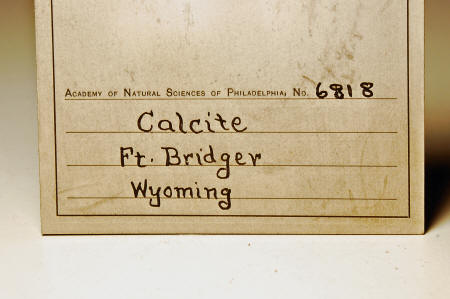 Academy of Natural Sciences of Philadelphia, No. 6818
Calcite
Ft. Bridger
Wyoming